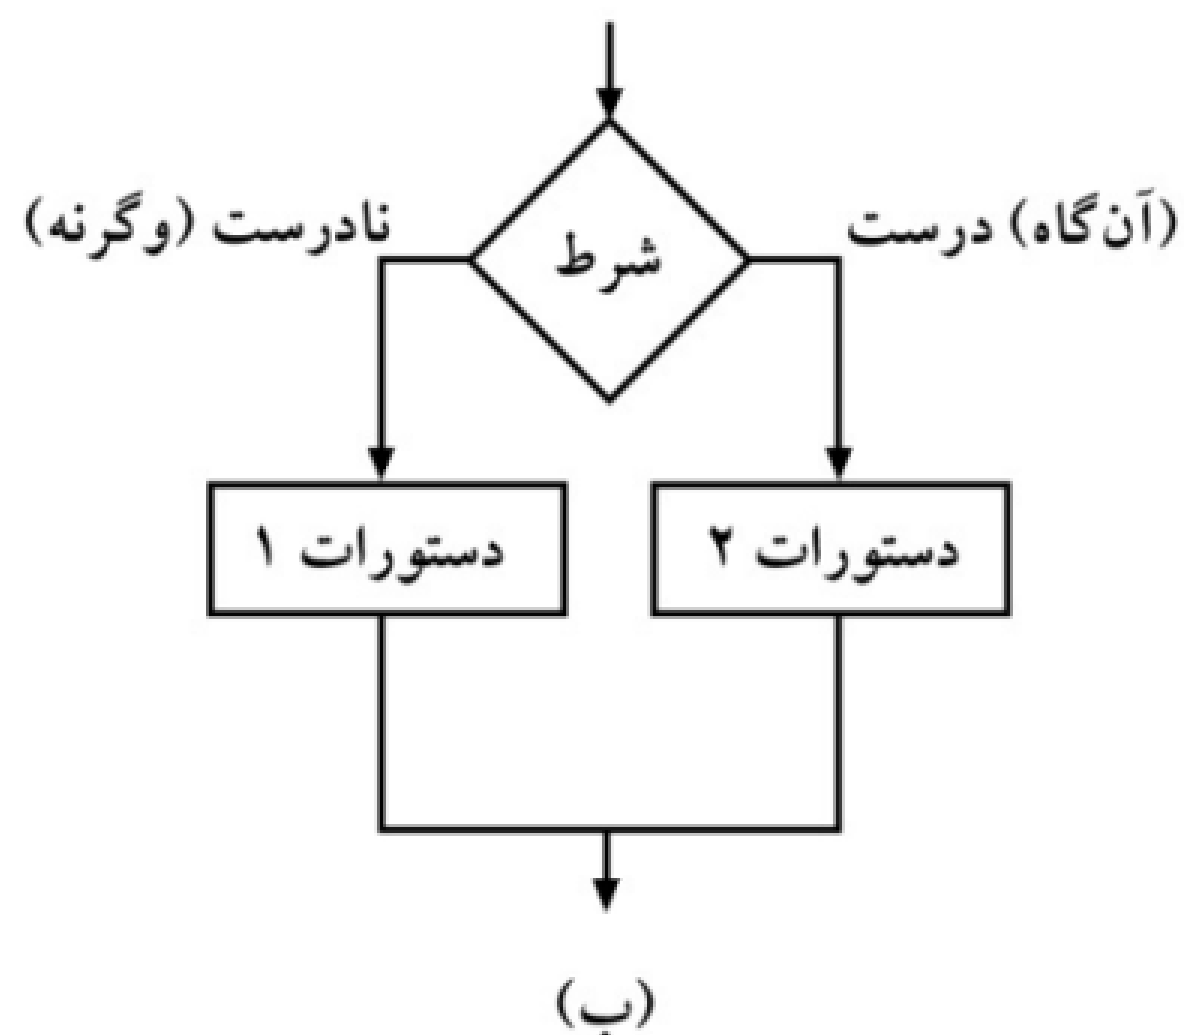 (آن‌گاه) درست
نادرست (وگرنه)
شرط
دستورات ۲
دستورات ۱
(ب)